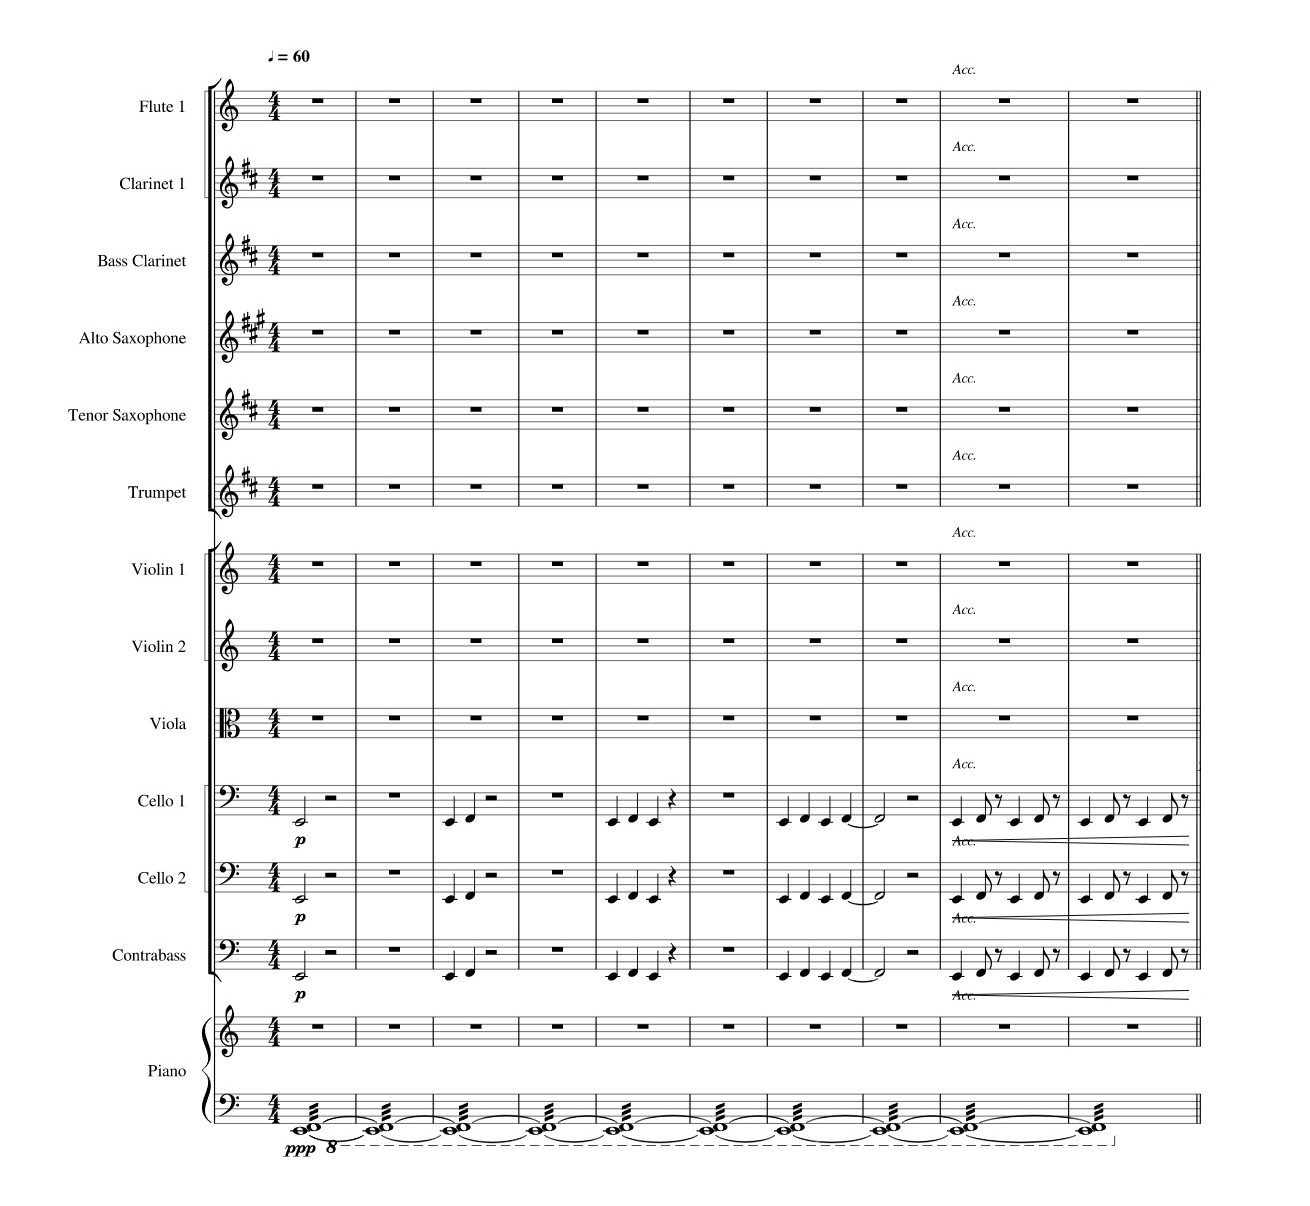 ♩ = 60
Acc.
Flute 1
Acc.
Clarinet 1
Acc.
Bass Clarinet
Acc.
Alto Saxophone
Acc.
Tenor Saxophone
Acc.
Trumpet
Acc.
Violin 1
Acc.
Violin 2
Acc.
Viola
Acc.
Cello 1
p
Acc.
Cello 2
p
Acc.
Contrabass
p
Acc.
Piano
ppp 8